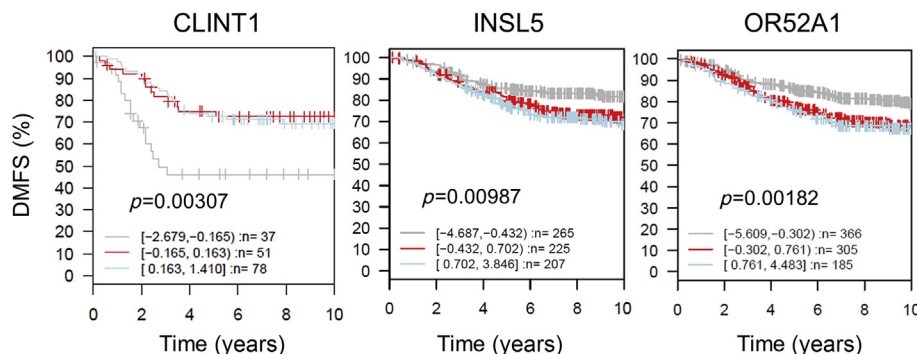 CLINT1
INSL5
OR52A1
DMFS (%)
100
90
80
70
60
50
40
30
20
10
0
p=0.00307
[−2.679,−0.165) :n= 37
[−0.165, 0.163) :n= 51
[ 0.163, 1.410] :n= 78
0 2 4 6 8 10
Time (years)
100
90
80
70
60
50
40
30
20
10
0
p=0.00987
[−4.687,−0.432) :n= 265
[−0.432, 0.702) :n= 225
[ 0.702, 3.846] :n= 207
0 2 4 6 8 10
Time (years)
100
90
80
70
60
50
40
30
20
10
0
p=0.00182
[−5.609,−0.302) :n= 366
[−0.302, 0.761) :n= 305
[ 0.761, 4.483] :n= 185
0 2 4 6 8 10
Time (years)